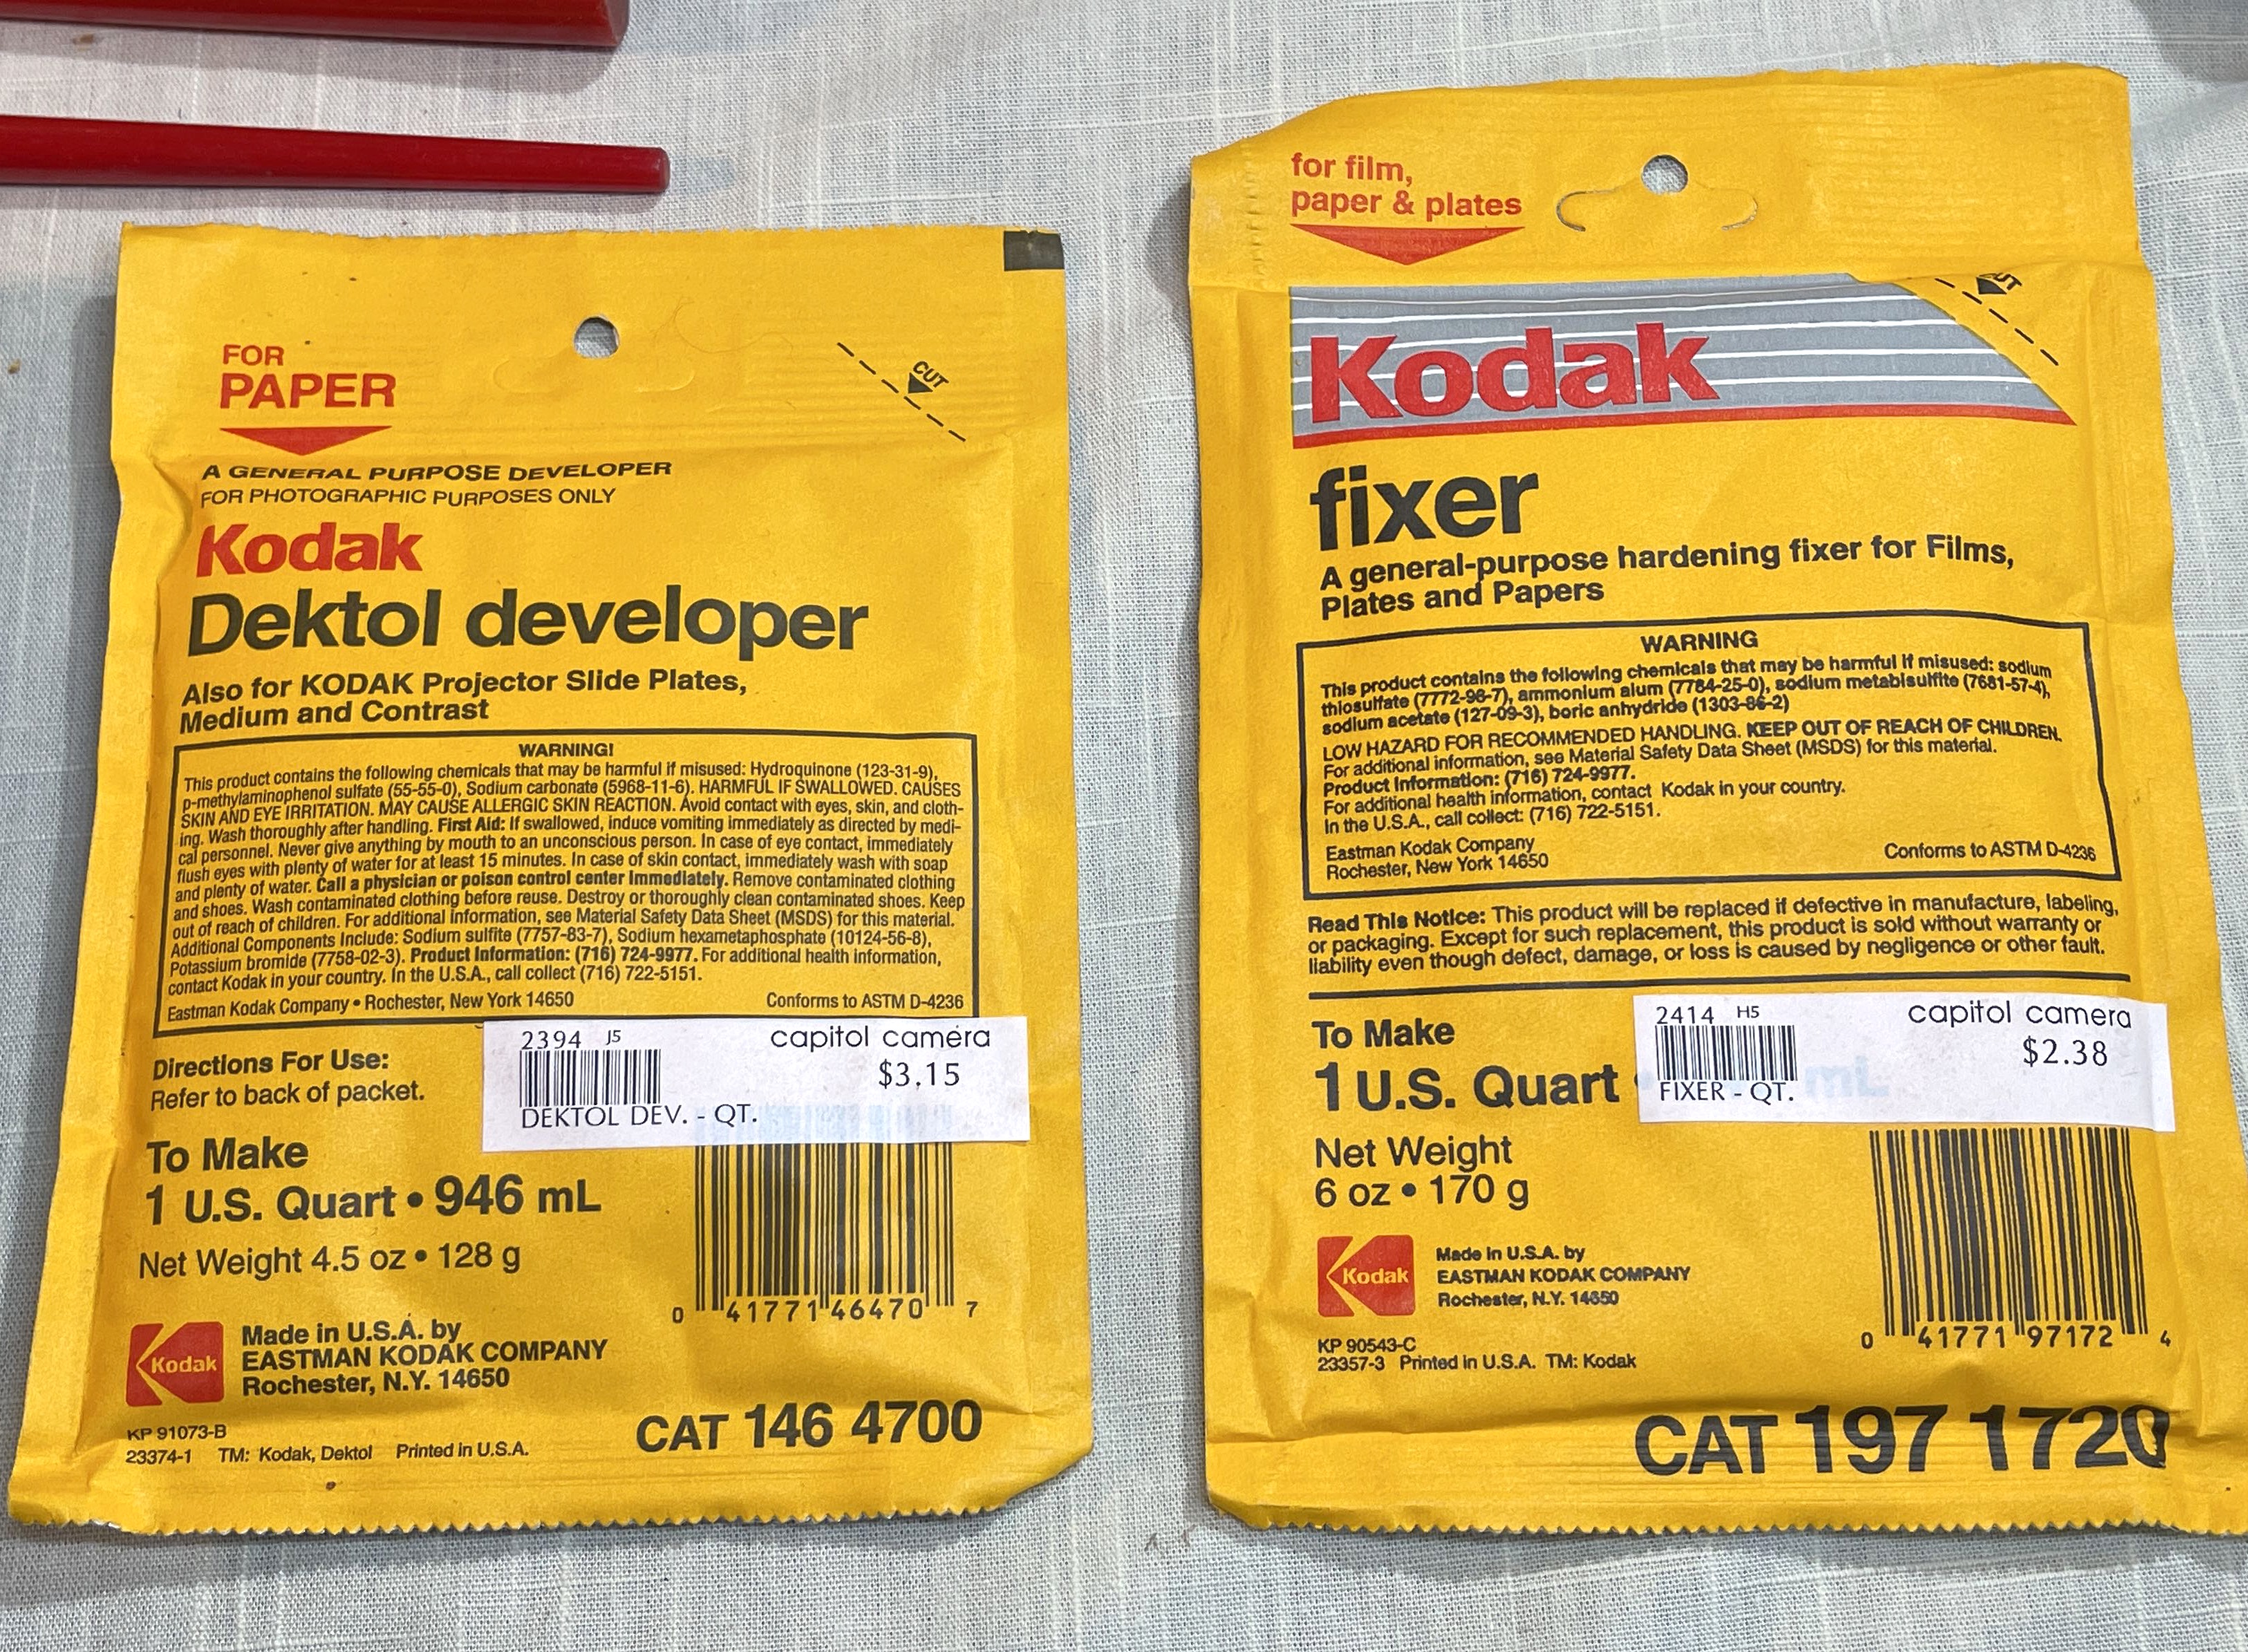 FOR
PAPER
CUT
A GENERAL PURPOSE DEVELOPER
FOR PHOTOGRAPHIC PURPOSES ONLY
Kodak
Dektol developer
Also for KODAK Projector Slide Plates,
Medium and Contrast
WARNING!
This product contains the following chemicals that may be harmful if misused: Hydroquinone (123-31-9),
p-methylaminophenol sulfate (55-55-0), Sodium carbonate (5968-11-6). HARMFUL IF SWALLOWED. CAUSES
SKIN AND EYE IRRITATION. MAY CAUSE ALLERGIC SKIN REACTION. Avoid contact with eyes, skin, and cloth-
ing. Wash thoroughly after handling. First Aid: If swallowed, induce vomiting immediately as directed by medi-
cal personnel. Never give anything by mouth to an unconscious person. In case of eye contact, immediately
flush eyes with plenty of water for at least 15 minutes. In case of skin contact, immediately wash with soap
and plenty of water. Call a physician or poison control center immediately. Remove contaminated clothing
and shoes. Wash contaminated clothing before reuse. Destroy or thoroughly clean contaminated shoes. Keep
out of reach of children. For additional information, see Material Safety Data Sheet (MSDS) for this material.
Additional Components Include: Sodium sulfite (7757-83-7), Sodium hexametaphosphate (10124-56-8),
Potassium bromide (7758-02-3). Product Information: (716) 724-9977. For additional health information,
contact Kodak in your country. In the U.S.A., call collect (716) 722-5151.
Eastman Kodak Company • Rochester, New York 14650 Conforms to ASTM D-4236
Directions For Use:
Refer to back of packet.
2394 J5 capitol camera
$3.15
DEKTOL DEV. - QT.
To Make
1 U.S. Quart • 946 mL
Net Weight 4.5 oz • 128 g
0 41771 46470 7
Kodak
Made in U.S.A. by
EASTMAN KODAK COMPANY
Rochester, N.Y. 14650
KP 91073-B
23374-1 TM: Kodak, Dektol Printed in U.S.A.
CAT 146 4700
for film,
paper & plates
Kodak
fixer
A general-purpose hardening fixer for Films,
Plates and Papers
WARNING
This product contains the following chemicals that may be harmful if misused: sodium
thiosulfate (7772-98-7), ammonium alum (7784-25-0), sodium metabisulfite (7681-57-4),
sodium acetate (127-09-3), boric anhydride (1303-86-2)
LOW HAZARD FOR RECOMMENDED HANDLING. KEEP OUT OF REACH OF CHILDREN.
For additional information, see Material Safety Data Sheet (MSDS) for this material.
Product Information: (716) 724-9977.
For additional health information, contact Kodak in your country.
In the U.S.A., call collect: (716) 722-5151.
Eastman Kodak Company
Rochester, New York 14650 Conforms to ASTM D-4236
Read This Notice: This product will be replaced if defective in manufacture, labeling,
or packaging. Except for such replacement, this product is sold without warranty or
liability even though defect, damage, or loss is caused by negligence or other fault.
2414 H5 capitol camera
$2.38
FIXER - QT.
To Make
1 U.S. Quart mL
Net Weight
6 oz • 170 g
Kodak
Made in U.S.A. by
EASTMAN KODAK COMPANY
Rochester, N.Y. 14650
KP 90543-C
23357-3 Printed in U.S.A. TM: Kodak
0 41771 97172 4
CAT 197 1720